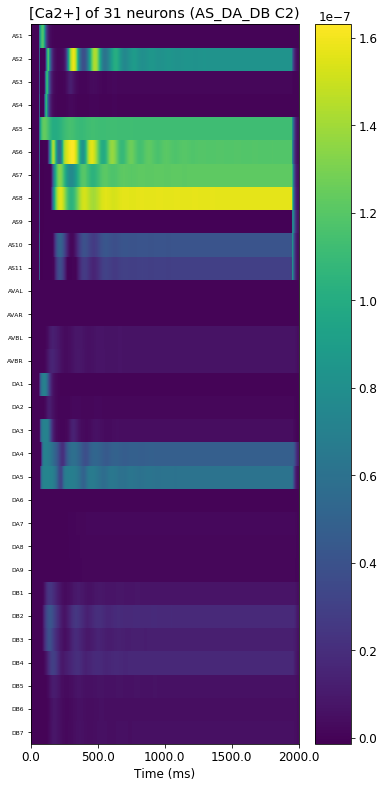 [Ca2+] of 31 neurons (AS_DA_DB C2)
1e−7
AS1
AS2
AS3
AS4
AS5
AS6
AS7
AS8
AS9
AS10
AS11
AVAL
AVAR
AVBL
AVBR
DA1
DA2
DA3
DA4
DA5
DA6
DA7
DA8
DA9
DB1
DB2
DB3
DB4
DB5
DB6
DB7
0.0 500.0 1000.0 1500.0 2000.0
Time (ms)
1.6
1.4
1.2
1.0
0.8
0.6
0.4
0.2
0.0